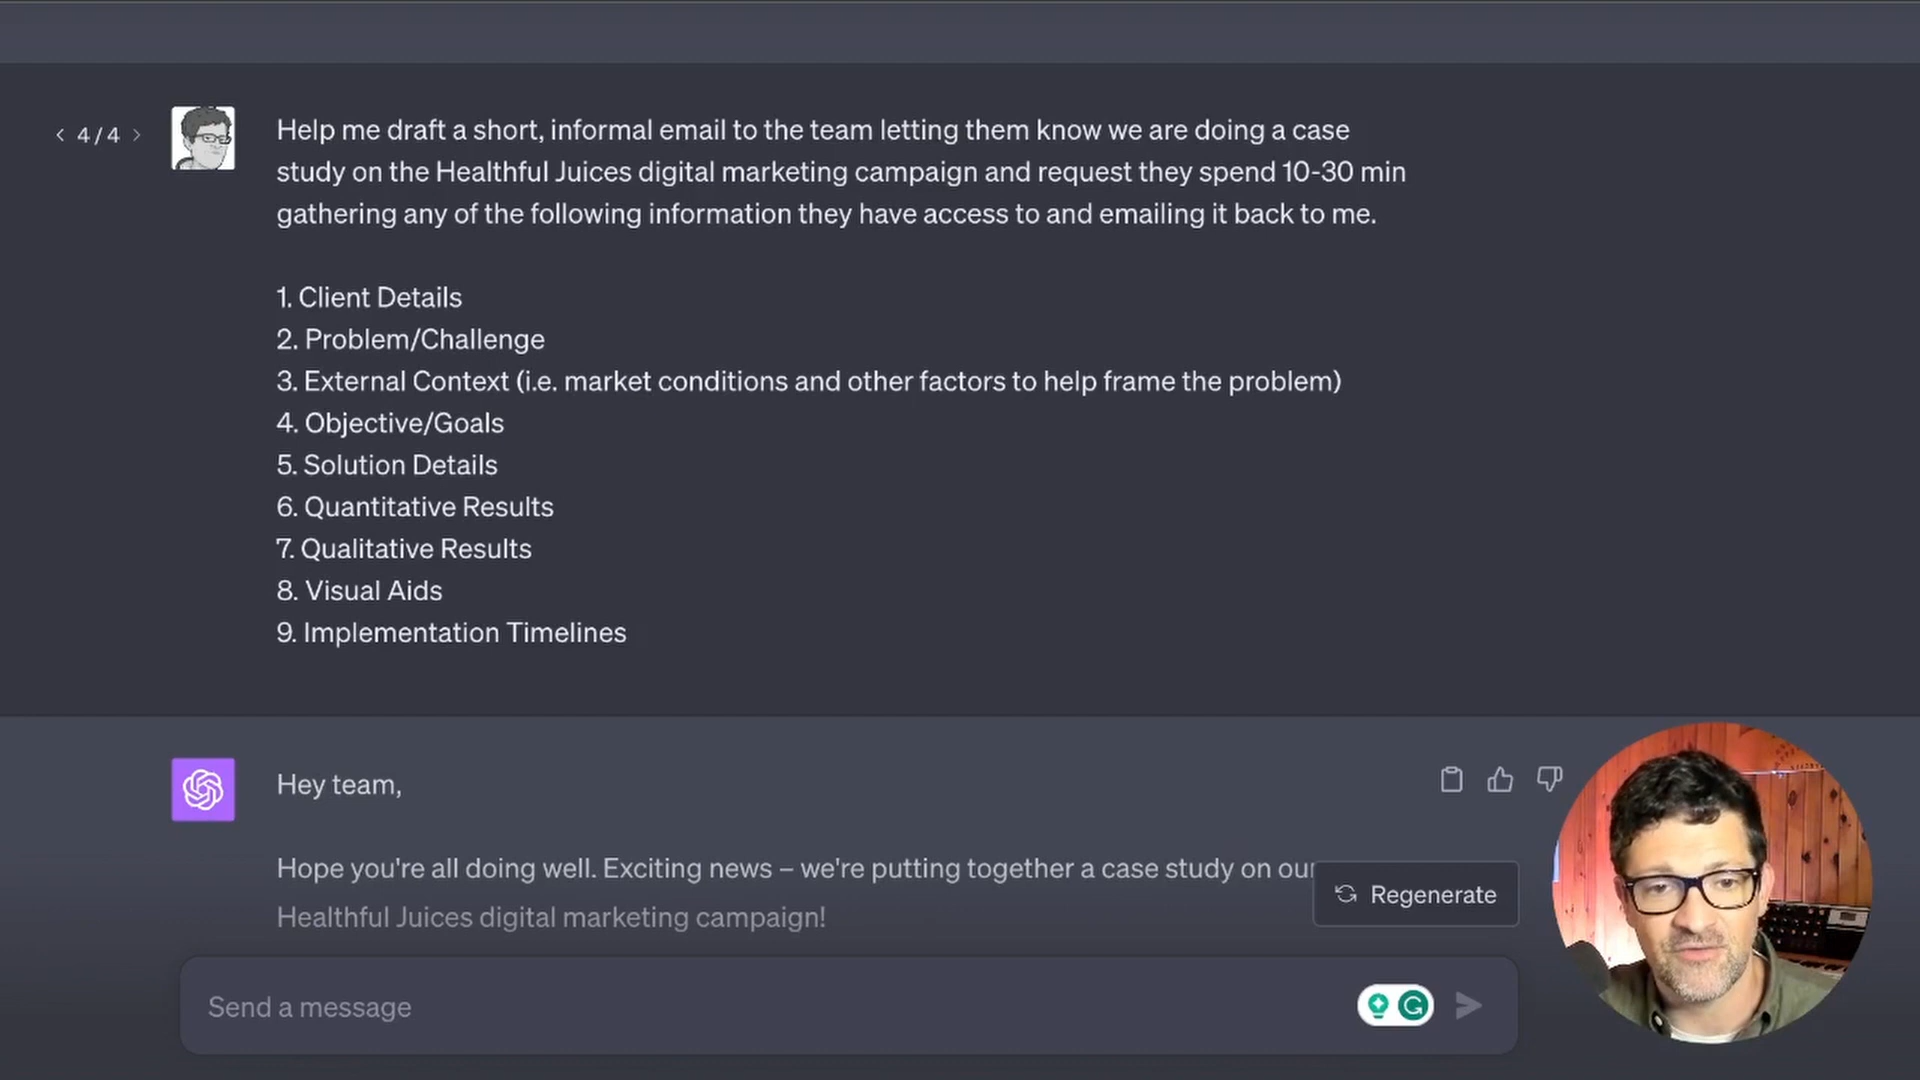 4 / 4
Help me draft a short, informal email to the team letting them know we are doing a case
study on the Healthful Juices digital marketing campaign and request they spend 10-30 min
gathering any of the following information they have access to and emailing it back to me.
1. Client Details
2. Problem/Challenge
3. External Context (i.e. market conditions and other factors to help frame the problem)
4. Objective/Goals
5. Solution Details
6. Quantitative Results
7. Qualitative Results
8. Visual Aids
9. Implementation Timelines
Hey team,
Hope you're all doing well. Exciting news – we're putting together a case study on our
Healthful Juices digital marketing campaign!
Regenerate
Send a message